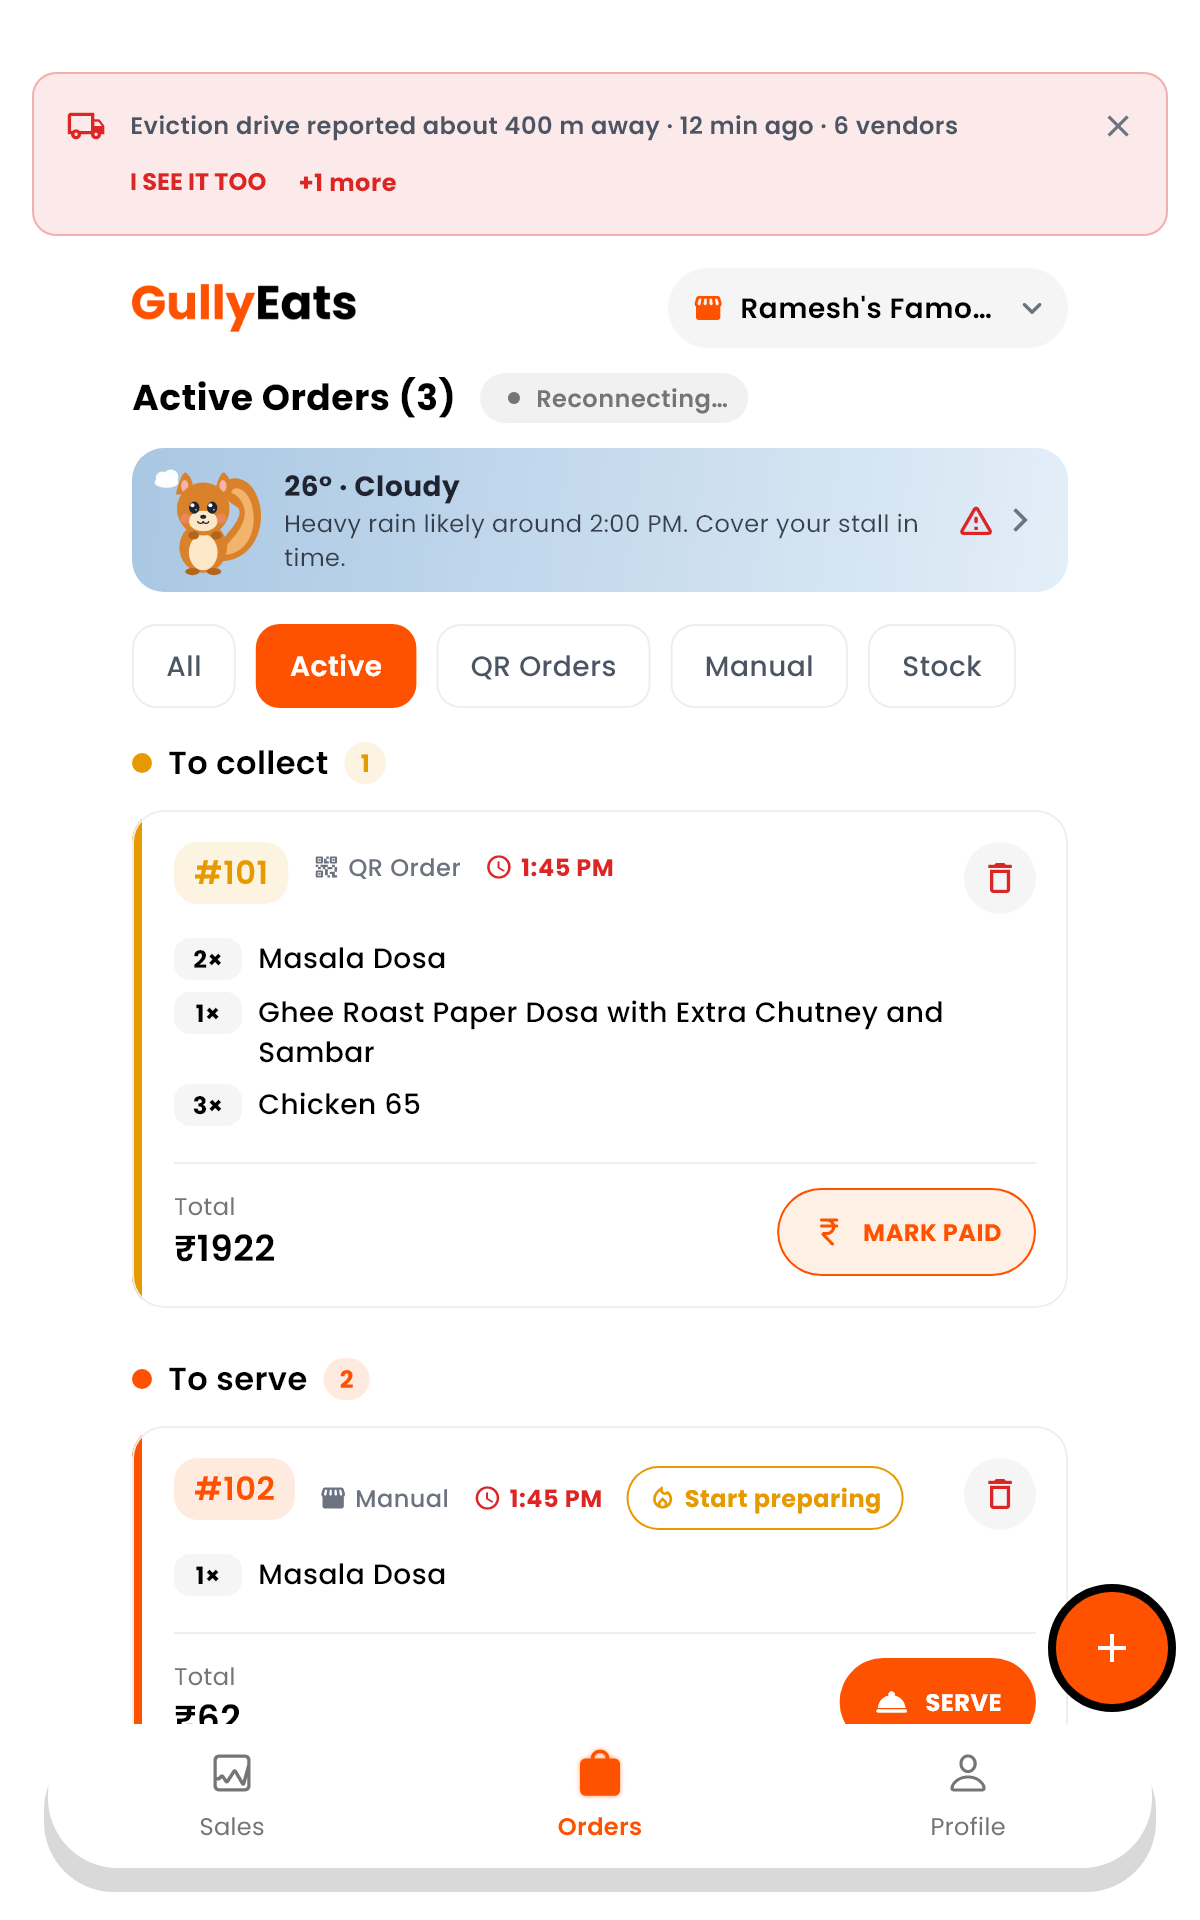 Eviction drive reported about 400 m away · 12 min ago · 6 vendors
I SEE IT TOO +1 more
GullyEats
Ramesh's Famo...
Active Orders (3)
Reconnecting...
26° · Cloudy
Heavy rain likely around 2:00 PM. Cover your stall in
time.
All
Active
QR Orders
Manual
Stock
To collect 1
#101 QR Order 1:45 PM
2× Masala Dosa
1× Ghee Roast Paper Dosa with Extra Chutney and
Sambar
3× Chicken 65
Total
₹1922
₹ MARK PAID
To serve 2
#102 Manual 1:45 PM Start preparing
1× Masala Dosa
Total
₹62
SERVE
+
Sales
Orders
Profile